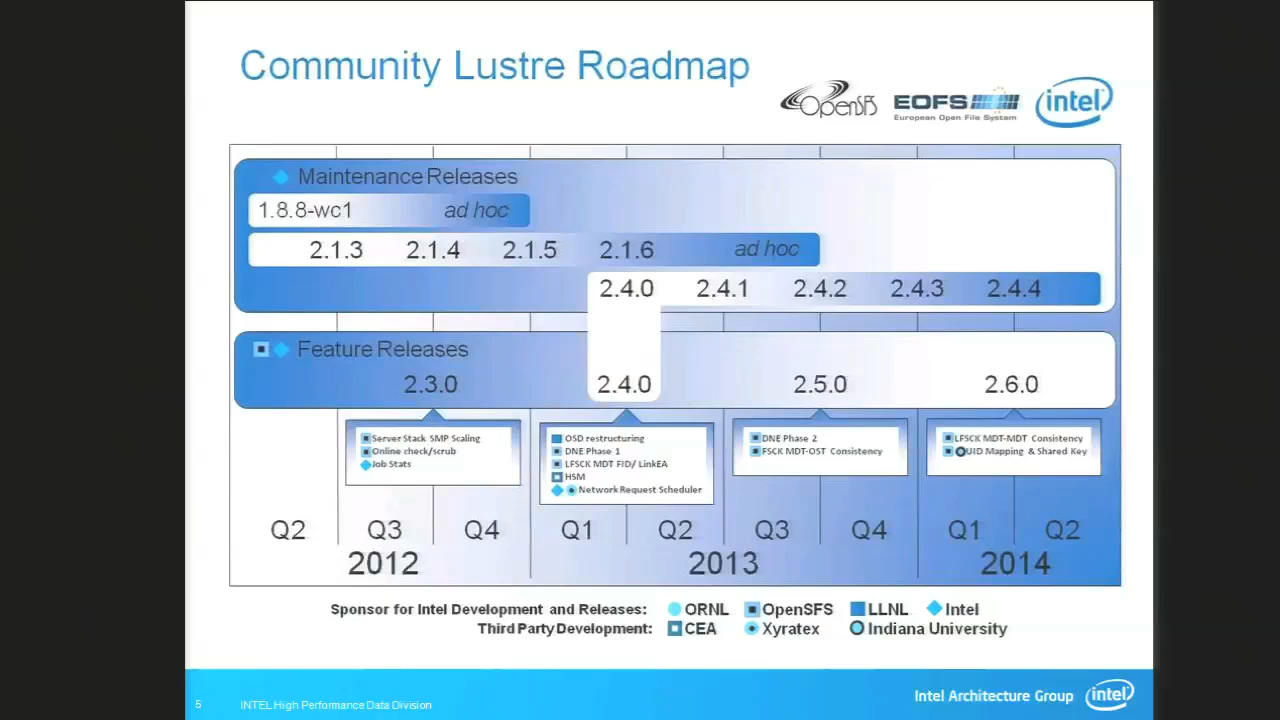 Community Lustre Roadmap
OpenSFS
EOFS
European Open File System
intel
Maintenance Releases
1.8.8-wc1 ad hoc
2.1.3 2.1.4 2.1.5 2.1.6 ad hoc
2.4.0 2.4.1 2.4.2 2.4.3 2.4.4
Feature Releases
2.3.0 2.4.0 2.5.0 2.6.0
Server Stack SMP Scaling
Online check/scrub
Job Stats
OSD restructuring
DNE Phase 1
LFSCK MDT FID/ LinkEA
HSM
Network Request Scheduler
DNE Phase 2
FSCK MDT-OST Consistency
LFSCK MDT-MDT Consistency
UID Mapping & Shared Key
Q2 Q3 Q4 Q1 Q2 Q3 Q4 Q1 Q2
2012 2013 2014
Sponsor for Intel Development and Releases: ORNL OpenSFS LLNL Intel
Third Party Development: CEA Xyratex Indiana University
5 INTEL High Performance Data Division
Intel Architecture Group
intel